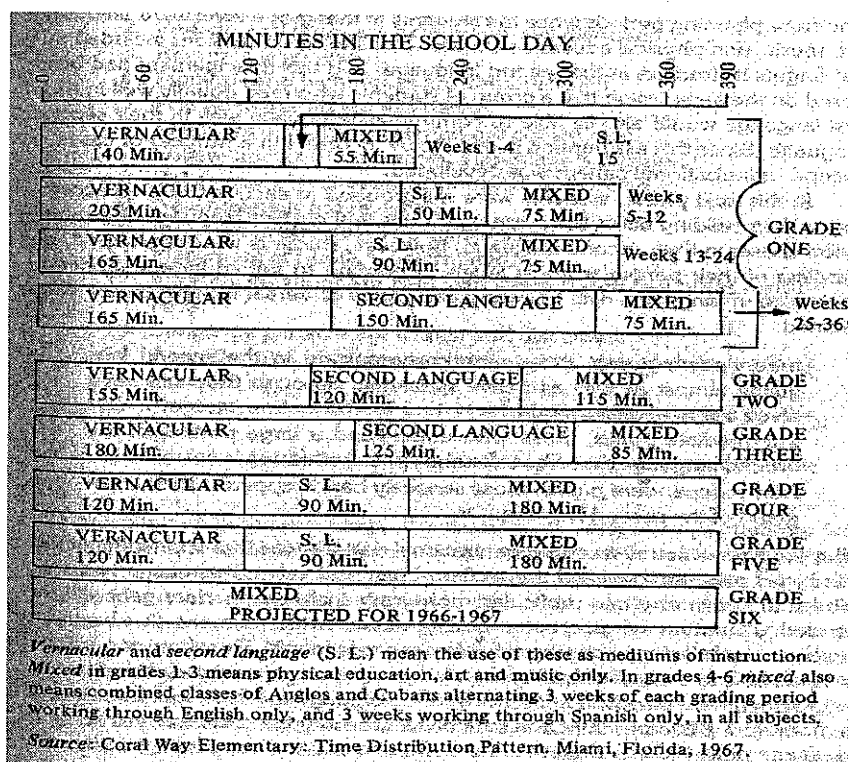 MINUTES IN THE SCHOOL DAY
0 60 120 180 240 300 360 390
VERNACULAR MIXED S.L.
140 Min. 55 Min. Weeks 1-4 15
VERNACULAR S. L. MIXED Weeks
205 Min. 50 Min. 75 Min. 5-12
GRADE
ONE
VERNACULAR S. L. MIXED
165 Min. 90 Min. 75 Min. Weeks 13-24
VERNACULAR SECOND LANGUAGE MIXED Weeks
165 Min. 150 Min. 75 Min. 25-36
VERNACULAR SECOND LANGUAGE MIXED GRADE
155 Min. 120 Min. 115 Min. TWO
VERNACULAR SECOND LANGUAGE MIXED GRADE
180 Min. 125 Min. 85 Min. THREE
VERNACULAR S. L. MIXED GRADE
120 Min. 90 Min. 180 Min. FOUR
VERNACULAR S. L. MIXED GRADE
120 Min. 90 Min. 180 Min. FIVE
MIXED GRADE
PROJECTED FOR 1966-1967 SIX
Vernacular and second language (S. L.) mean the use of these as mediums of instruction.
Mixed in grades 1-3 means physical education, art and music only. In grades 4-6 mixed also
means combined classes of Anglos and Cubans alternating 3 weeks of each grading period
working through English only, and 3 weeks working through Spanish only, in all subjects.
Source: Coral Way Elementary: Time Distribution Pattern, Miami, Florida, 1967.